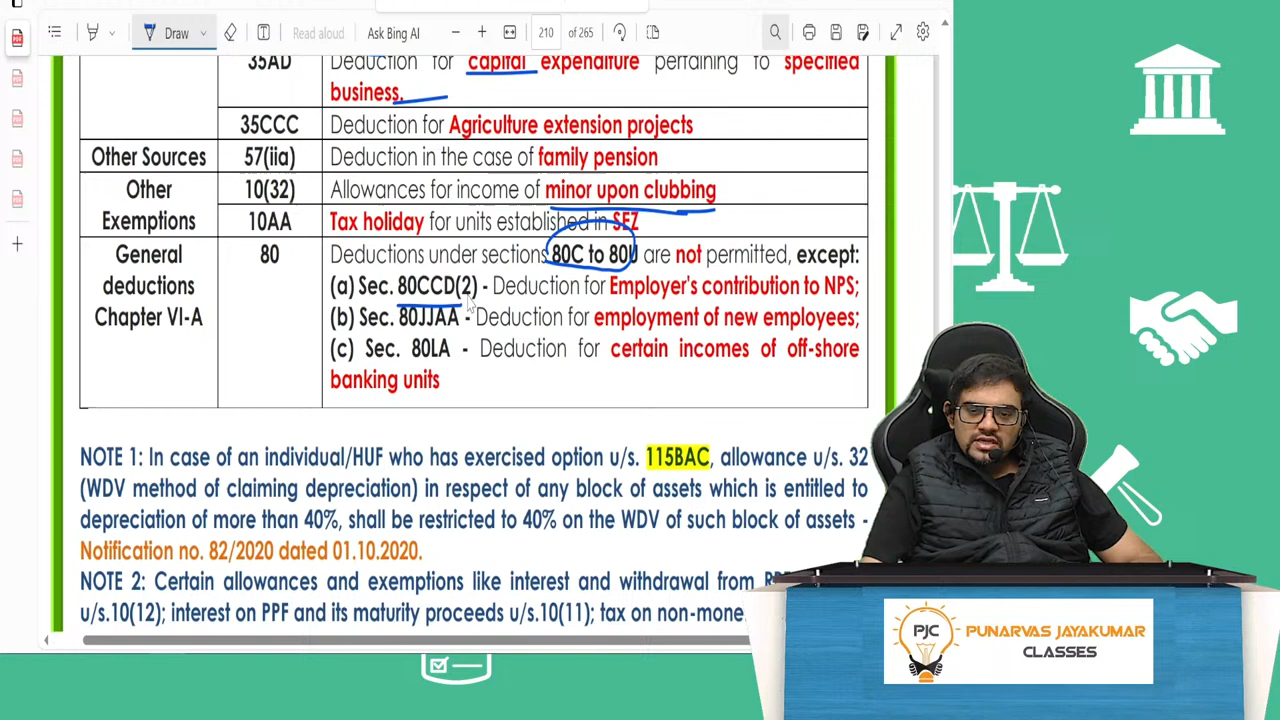 Draw
Read aloud
Ask Bing AI
210
of 265
35AD
Deduction for capital expenditure pertaining to specified
business.
35CCC
Deduction for Agriculture extension projects
Other Sources
57(iia)
Deduction in the case of family pension
Other
Exemptions
10(32)
Allowances for income of minor upon clubbing
10AA
Tax holiday for units established in SEZ
General
deductions
Chapter VI-A
80
Deductions under sections 80C to 80U are not permitted, except:
(a) Sec. 80CCD(2) - Deduction for Employer's contribution to NPS;
(b) Sec. 80JJAA - Deduction for employment of new employees;
(c) Sec. 80LA - Deduction for certain incomes of off-shore
banking units
NOTE 1: In case of an individual/HUF who has exercised option u/s. 115BAC, allowance u/s. 32
(WDV method of claiming depreciation) in respect of any block of assets which is entitled to
depreciation of more than 40%, shall be restricted to 40% on the WDV of such block of assets -
Notification no. 82/2020 dated 01.10.2020.
NOTE 2: Certain allowances and exemptions like interest and withdrawal from
u/s.10(12); interest on PPF and its maturity proceeds u/s.10(11); tax on
PJC
PUNARVAS JAYAKUMAR
CLASSES